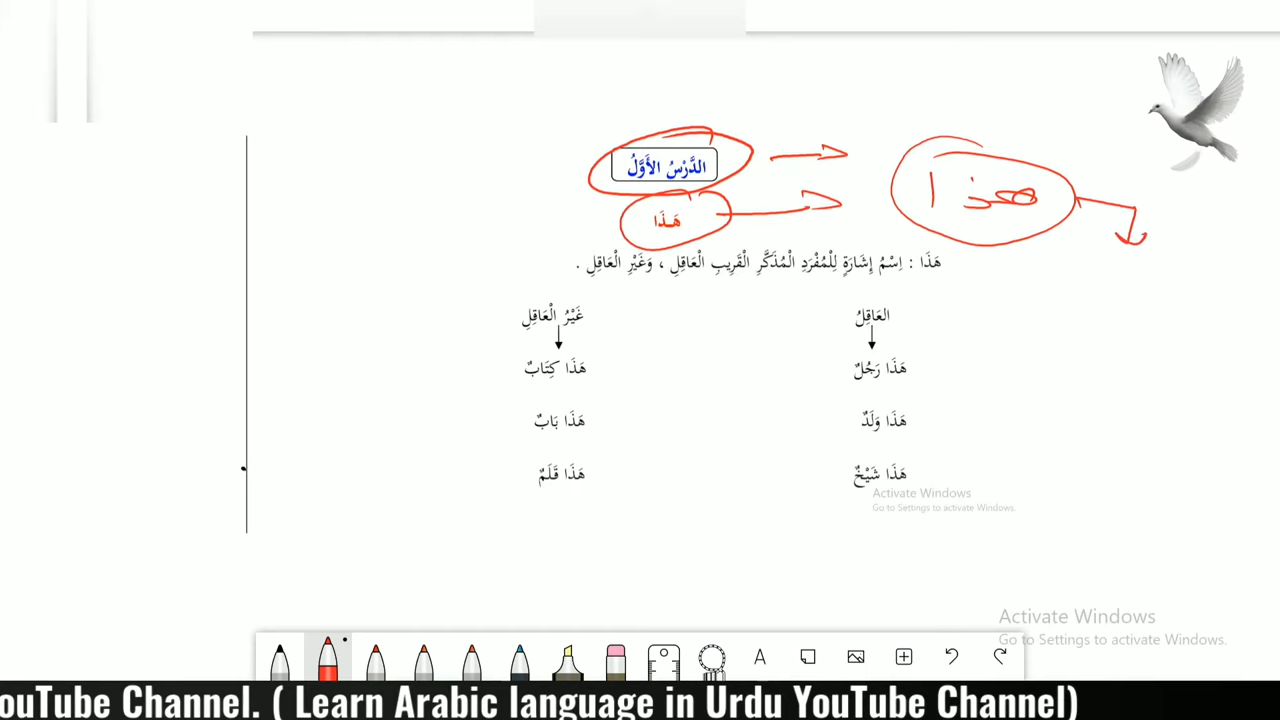 الدَّرْسُ الأَوَّلُ
هَذَا
هذا
هَذَا : اِسْمُ إِشَارَةٍ لِلْمُفْرَدِ الْمُذَكَّرِ الْقَرِيبِ الْعَاقِلِ ، وَغَيْرِ الْعَاقِلِ .
العَاقِلُ
غَيْرُ الْعَاقِلِ
هَذَا رَجُلٌ
هَذَا كِتَابٌ
هَذَا وَلَدٌ
هَذَا بَابٌ
هَذَا شَيْخٌ
هَذَا قَلَمٌ
Activate Windows
Go to Settings to activate Windows.
Activate Windows
Go to Settings to activate Windows.
ouTube Channel. ( Learn Arabic language in Urdu YouTube Channel)